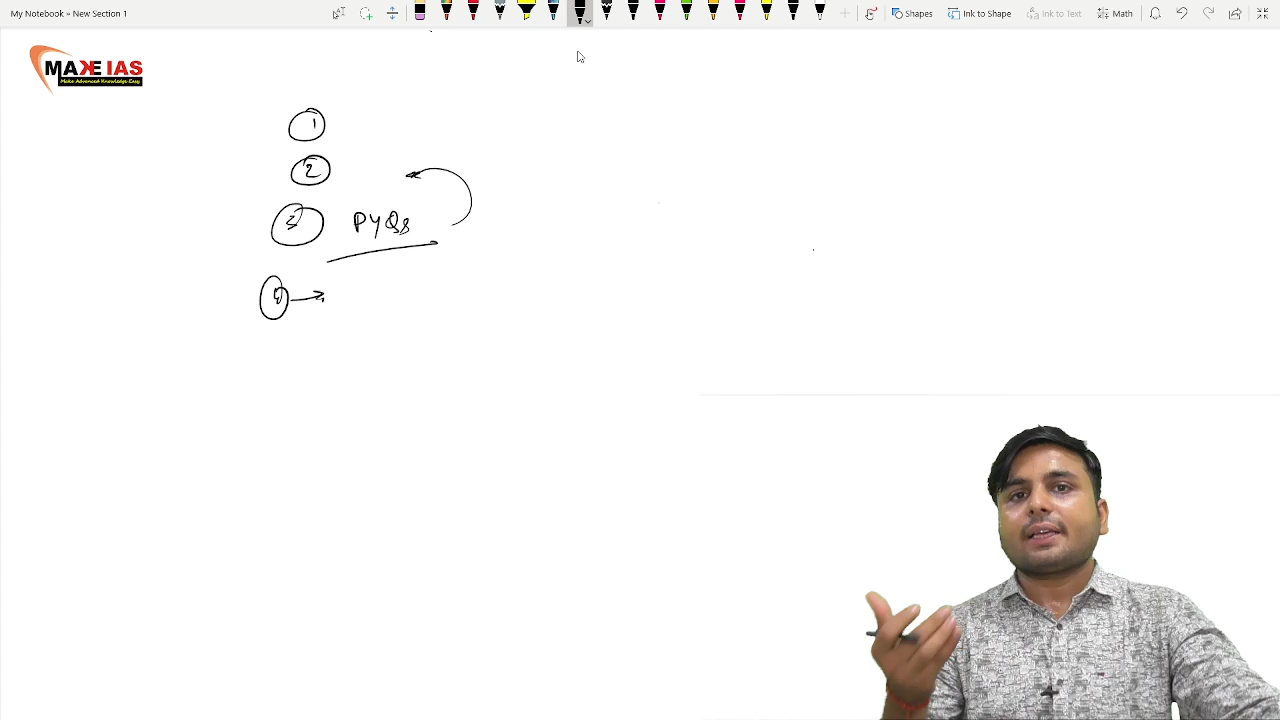 My Notebook - New Section 1
Shapes
Ink to Shape
Ink to Text
Math
MAKE IAS
Make Advanced Knowledge Easy
1
2
3 PYQs
4 →